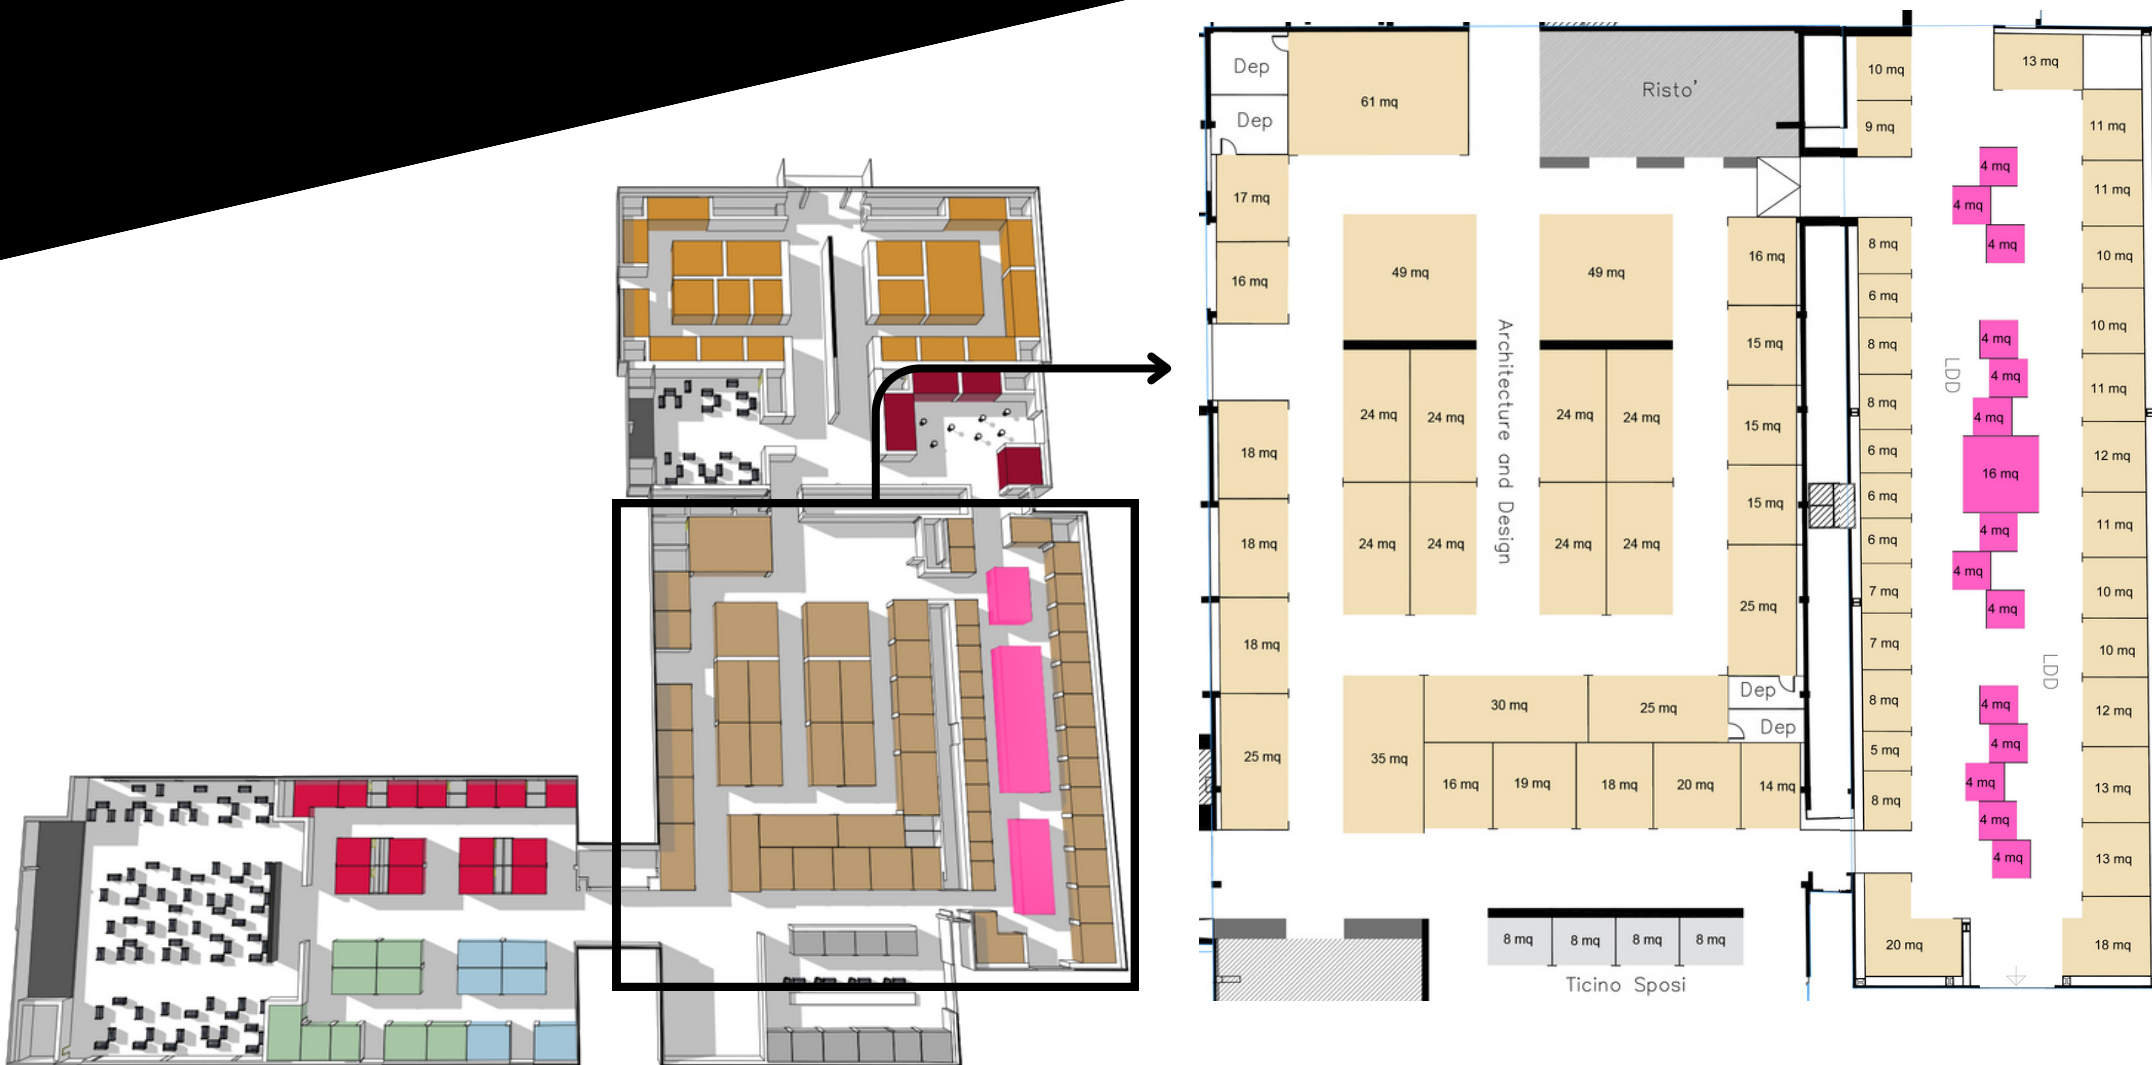 Dep
Risto'
10 mq
13 mq
61 mq
Dep
9 mq
11 mq
4 mq
17 mq
11 mq
4 mq
4 mq
8 mq
10 mq
16 mq
49 mq
49 mq
16 mq
6 mq
10 mq
Architecture and Design
15 mq
8 mq
4 mq
LDD
4 mq
11 mq
24 mq
24 mq
24 mq
24 mq
15 mq
8 mq
4 mq
18 mq
6 mq
12 mq
16 mq
15 mq
6 mq
11 mq
4 mq
18 mq
24 mq
24 mq
24 mq
24 mq
6 mq
4 mq
25 mq
7 mq
10 mq
4 mq
18 mq
7 mq
10 mq
LDD
Dep
8 mq
4 mq
12 mq
30 mq
25 mq
Dep
25 mq
35 mq
5 mq
4 mq
16 mq
19 mq
18 mq
20 mq
14 mq
8 mq
4 mq
13 mq
4 mq
4 mq
13 mq
8 mq
8 mq
8 mq
8 mq
20 mq
18 mq
Ticino Sposi